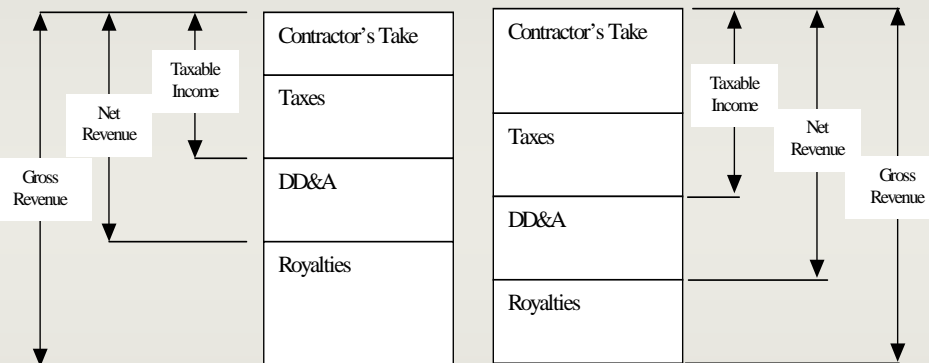 Contractor's Take
Taxes
DD&A
Royalties
Taxable
Income
Net
Revenue
Gross
Revenue
Contractor's Take
Taxes
DD&A
Royalties
Taxable
Income
Net
Revenue
Gross
Revenue